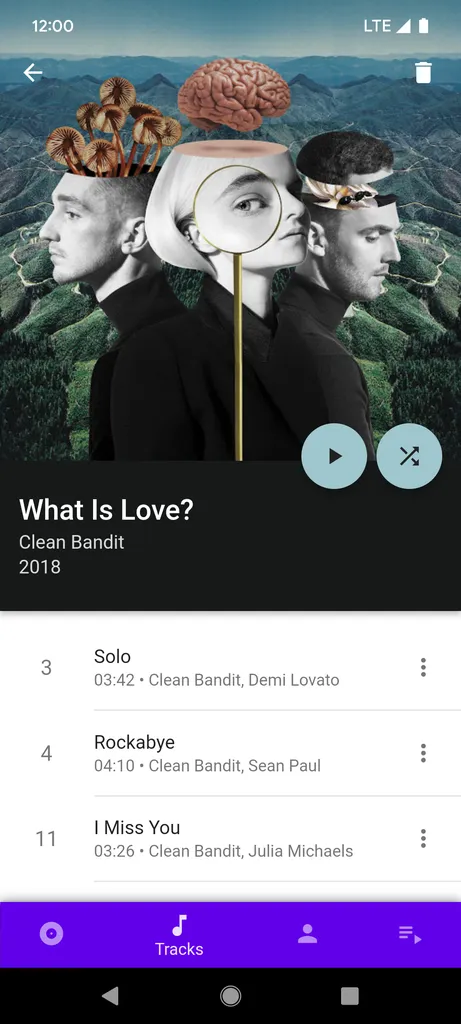 12:00
LTE
What Is Love?
Clean Bandit
2018
3
Solo
03:42 • Clean Bandit, Demi Lovato
4
Rockabye
04:10 • Clean Bandit, Sean Paul
11
I Miss You
03:26 • Clean Bandit, Julia Michaels
Tracks